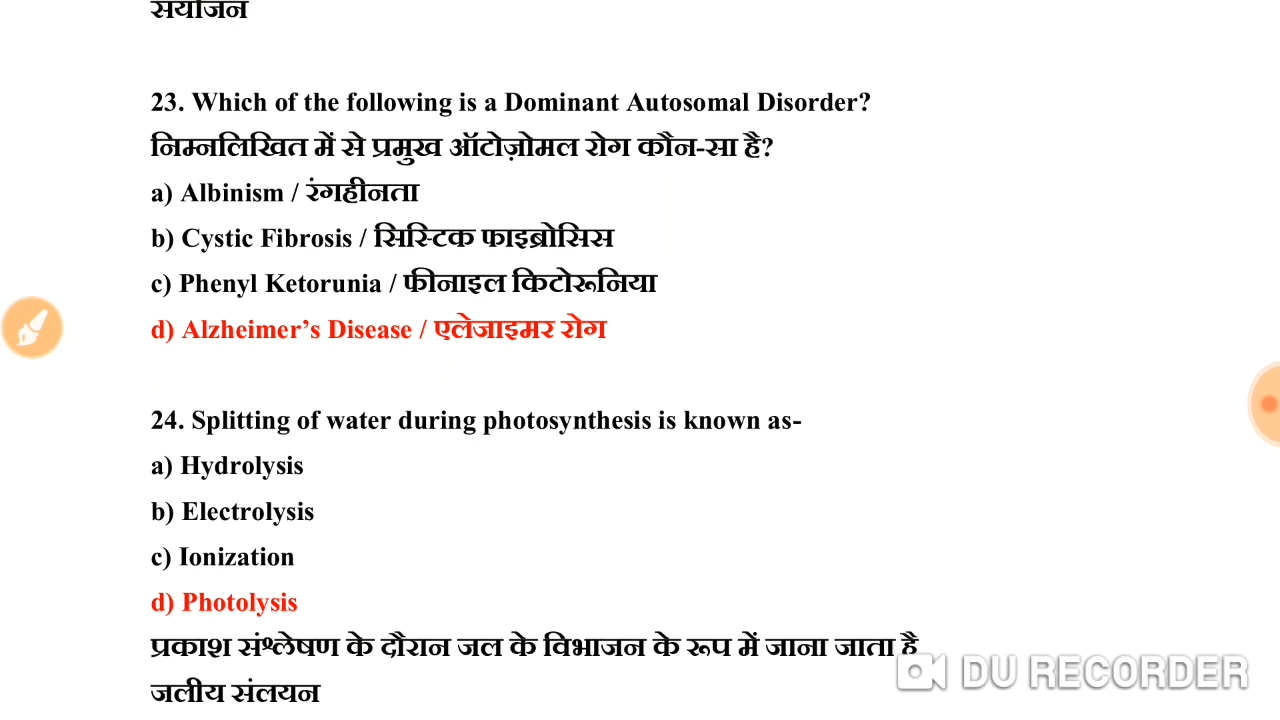 संयोजन
23. Which of the following is a Dominant Autosomal Disorder?
निम्नलिखित में से प्रमुख ऑटोज़ोमल रोग कौन-सा है?
a) Albinism / रंगहीनता
b) Cystic Fibrosis / सिस्टिक फाइब्रोसिस
c) Phenyl Ketorunia / फीनाइल किटोरूनिया
d) Alzheimer’s Disease / एलेजाइमर रोग
24. Splitting of water during photosynthesis is known as-
a) Hydrolysis
b) Electrolysis
c) Ionization
d) Photolysis
प्रकाश संश्लेषण के दौरान जल के विभाजन के रूप में जाना जाता है
जलीय संलयन
DU RECORDER